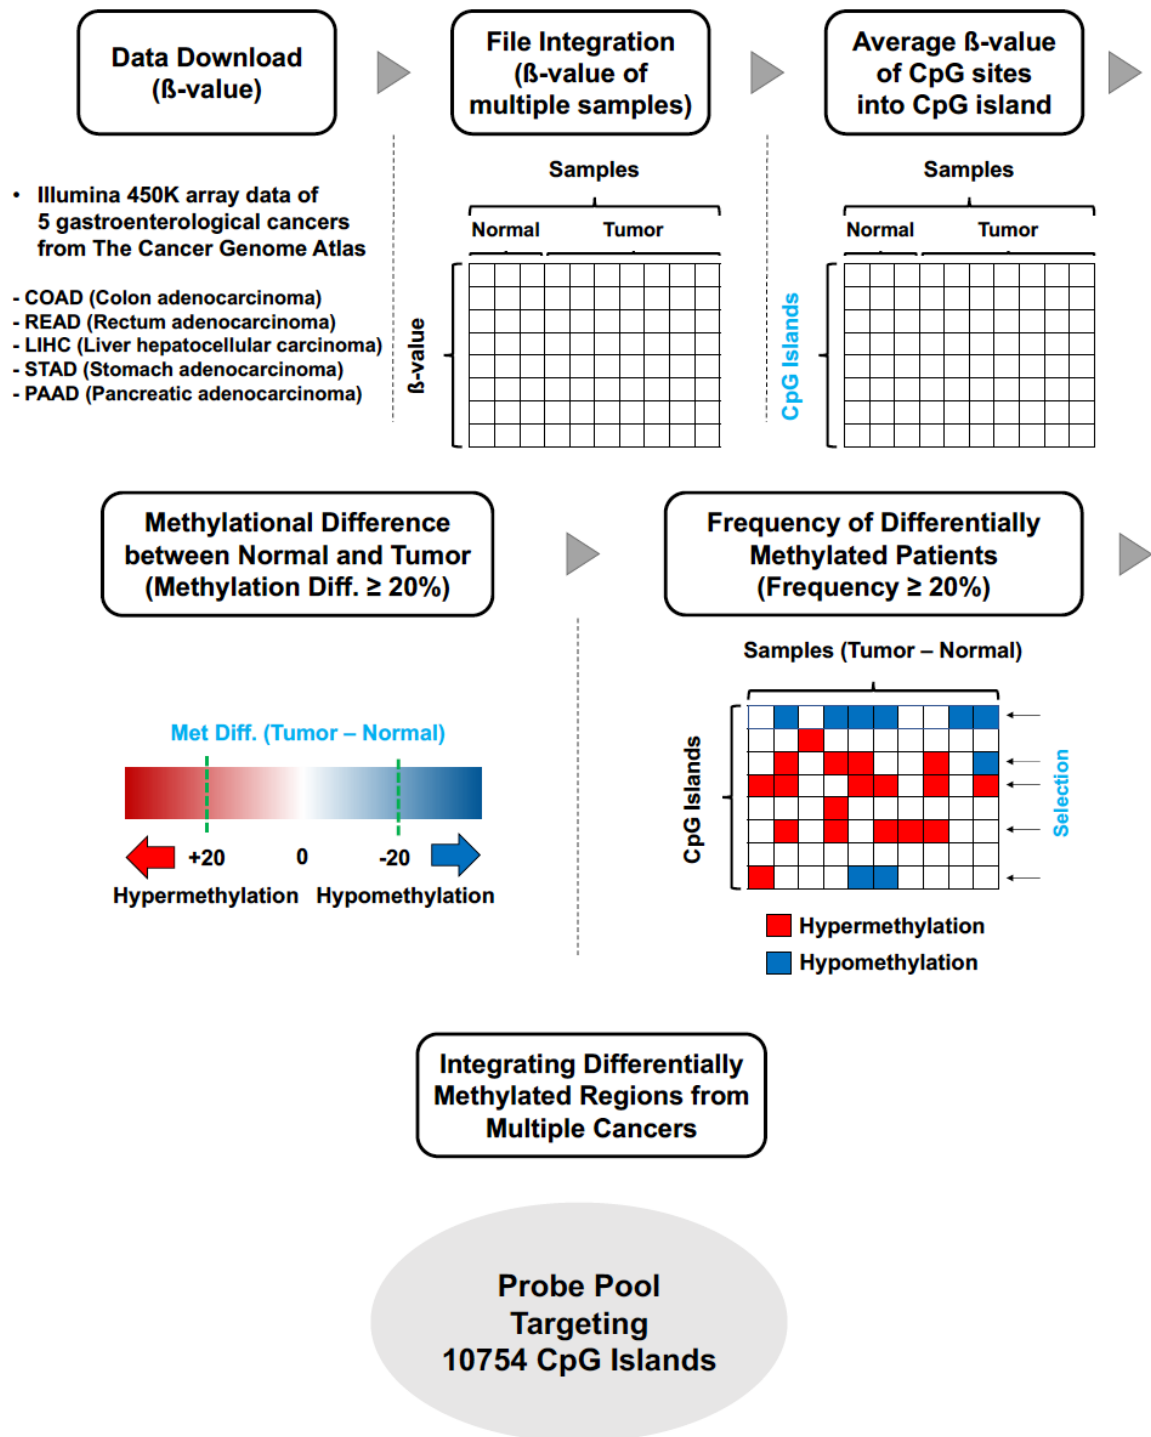 Data Download
(ß-value)
File Integration
(ß-value of
multiple samples)
Average ß-value
of CpG sites
into CpG island
• Illumina 450K array data of
5 gastroenterological cancers
from The Cancer Genome Atlas
- COAD (Colon adenocarcinoma)
- READ (Rectum adenocarcinoma)
- LIHC (Liver hepatocellular carcinoma)
- STAD (Stomach adenocarcinoma)
- PAAD (Pancreatic adenocarcinoma)
Samples
Normal Tumor
ß-value
Samples
Normal Tumor
CpG Islands
Methylational Difference
between Normal and Tumor
(Methylation Diff. ≥ 20%)
Frequency of Differentially
Methylated Patients
(Frequency ≥ 20%)
Met Diff. (Tumor – Normal)
+20 0 -20
Hypermethylation Hypomethylation
Samples (Tumor – Normal)
CpG Islands
Selection
Hypermethylation
Hypomethylation
Integrating Differentially
Methylated Regions from
Multiple Cancers
Probe Pool
Targeting
10754 CpG Islands